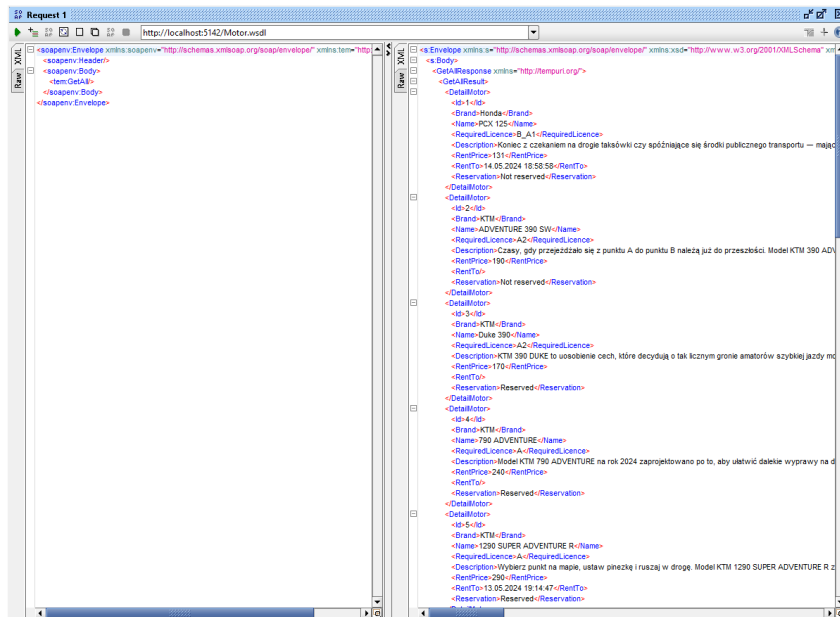 Request 1
http://localhost:5142/Motor.wsdl
XML
Raw
<soapenv:Envelope xmlns:soapenv="http://schemas.xmlsoap.org/soap/envelope/" xmlns:tem="http:
<soapenv:Header/>
<soapenv:Body>
<tem:GetAll/>
</soapenv:Body>
</soapenv:Envelope>
XML
Raw
<s:Envelope xmlns:s="http://schemas.xmlsoap.org/soap/envelope/" xmlns:xsd="http://www.w3.org/2001/XMLSchema" xm
<s:Body>
<GetAllResponse xmlns="http://tempuri.org/">
<GetAllResult>
<DetailMotor>
<Id>1</Id>
<Brand>Honda</Brand>
<Name>PCX 125</Name>
<RequiredLicence>B_A1</RequiredLicence>
<Description>Koniec z czekaniem na drogie taksówki czy spóźniające się środki publicznego transportu — mając
<RentPrice>131</RentPrice>
<RentTo>14.05.2024 18:58:58</RentTo>
<Reservation>Not reserved</Reservation>
</DetailMotor>
<DetailMotor>
<Id>2</Id>
<Brand>KTM</Brand>
<Name>ADVENTURE 390 SW</Name>
<RequiredLicence>A2</RequiredLicence>
<Description>Czasy, gdy przejeżdżało się z punktu A do punktu B należą już do przeszłości. Model KTM 390 ADV
<RentPrice>190</RentPrice>
<RentTo/>
<Reservation>Not reserved</Reservation>
</DetailMotor>
<DetailMotor>
<Id>3</Id>
<Brand>KTM</Brand>
<Name>Duke 390</Name>
<RequiredLicence>A2</RequiredLicence>
<Description>KTM 390 DUKE to uosobienie cech, które decydują o tak licznym gronie amatorów szybkiej jazdy mo
<RentPrice>170</RentPrice>
<RentTo/>
<Reservation>Reserved</Reservation>
</DetailMotor>
<DetailMotor>
<Id>4</Id>
<Brand>KTM</Brand>
<Name>790 ADVENTURE</Name>
<RequiredLicence>A</RequiredLicence>
<Description>Model KTM 790 ADVENTURE na rok 2024 zaprojektowano po to, aby ułatwić dalekie wyprawy na d
<RentPrice>240</RentPrice>
<RentTo/>
<Reservation>Reserved</Reservation>
</DetailMotor>
<DetailMotor>
<Id>5</Id>
<Brand>KTM</Brand>
<Name>1290 SUPER ADVENTURE R</Name>
<RequiredLicence>A</RequiredLicence>
<Description>Wybierz punkt na mapie, ustaw pinezkę i ruszaj w drogę. Model KTM 1290 SUPER ADVENTURE R z
<RentPrice>290</RentPrice>
<RentTo>13.05.2024 19:14:47</RentTo>
<Reservation>Reserved</Reservation>